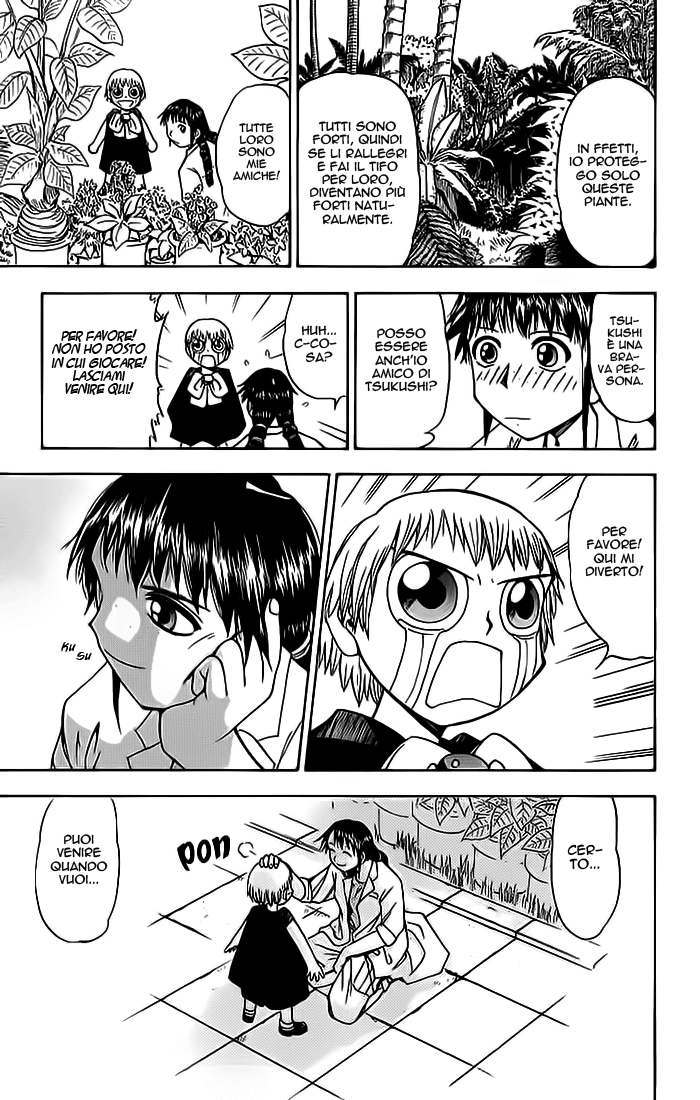 IN FFETTI,
IO PROTEG-
GO SOLO
QUESTE
PIANTE.
TUTTI SONO
FORTI, QUINDI
SE LI RALLEGRI
E FAI IL TIFO
PER LORO,
DIVENTANO PIÙ
FORTI NATU-
RALMENTE.
TUTTE
LORO SONO
MIE
AMICHE!
TSU-
KUSHI
È UNA
BRA-
VA PER-
SONA.
POSSO
ESSERE
ANCH'IO
AMICO DI
TSUKUSHI?
HUH...
C-CO-
SA?
PER FAVORE!
NON HO POSTO
IN CUI GIOCARE!
LASCIAMI
VENIRE QUI!
PER
FAVORE!
QUI MI
DIVERTO!
KU
SU
CER-
TO...
PON
PUOI
VENIRE
QUANDO
VUOI...